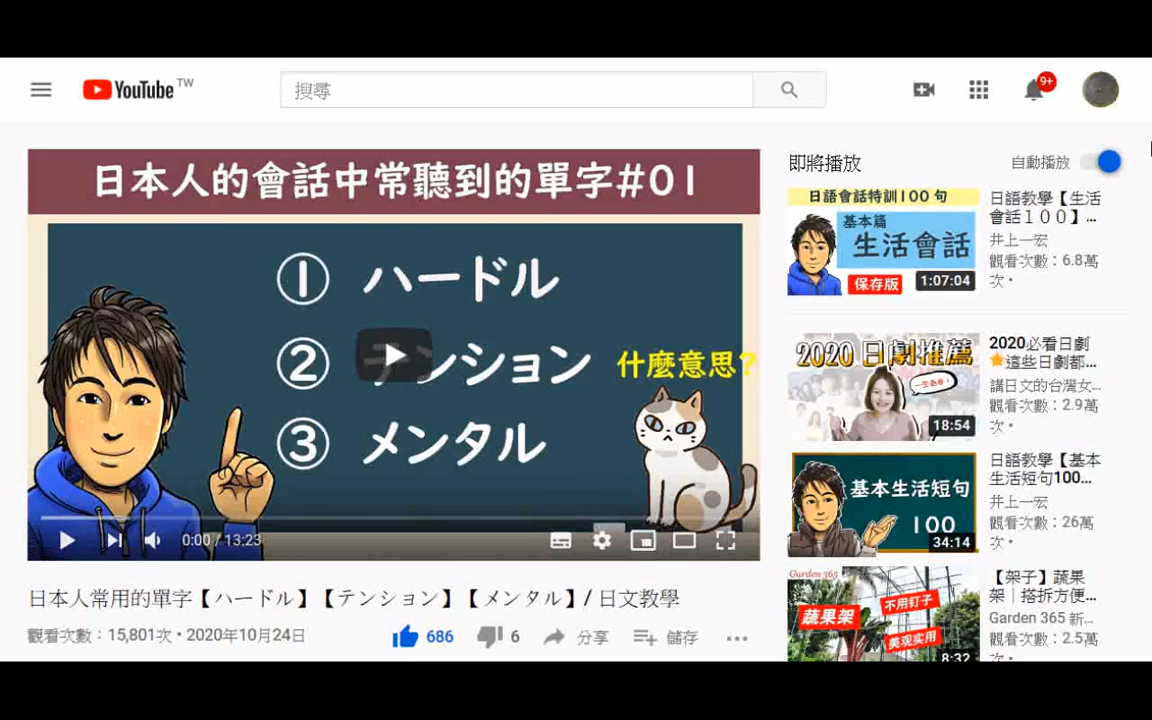 YouTube TW
搜尋
9+
日本人的會話中常聽到的單字#01
① ハードル
② テンション 什麼意思?
③ メンタル
0:00 / 13:23
日本人常用的單字【ハードル】【テンション】【メンタル】/ 日文教學
觀看次數：15,801次 • 2020年10月24日
686
6
分享
儲存
即將播放
自動播放
日語會話特訓100 句
基本篇
生活會話
保存版
1:07:04
日語教學【生活
會話１００】...
井上一宏
觀看次數：6.8萬
次 •
2020 日劇推薦
一生必看!
18:54
2020必看日劇
⭐這些日劇都...
講日文的台灣女...
觀看次數：2.9萬
次 •
基本生活短句
100
34:14
日語教學【基本
生活短句100...
井上一宏
觀看次數：26萬
次 •
Garden 365
不用钉子
蔬果架
美观实用
8:32
【架子】蔬果
架｜搭拆方便...
Garden 365 新...
觀看次數：2.5萬
次 •